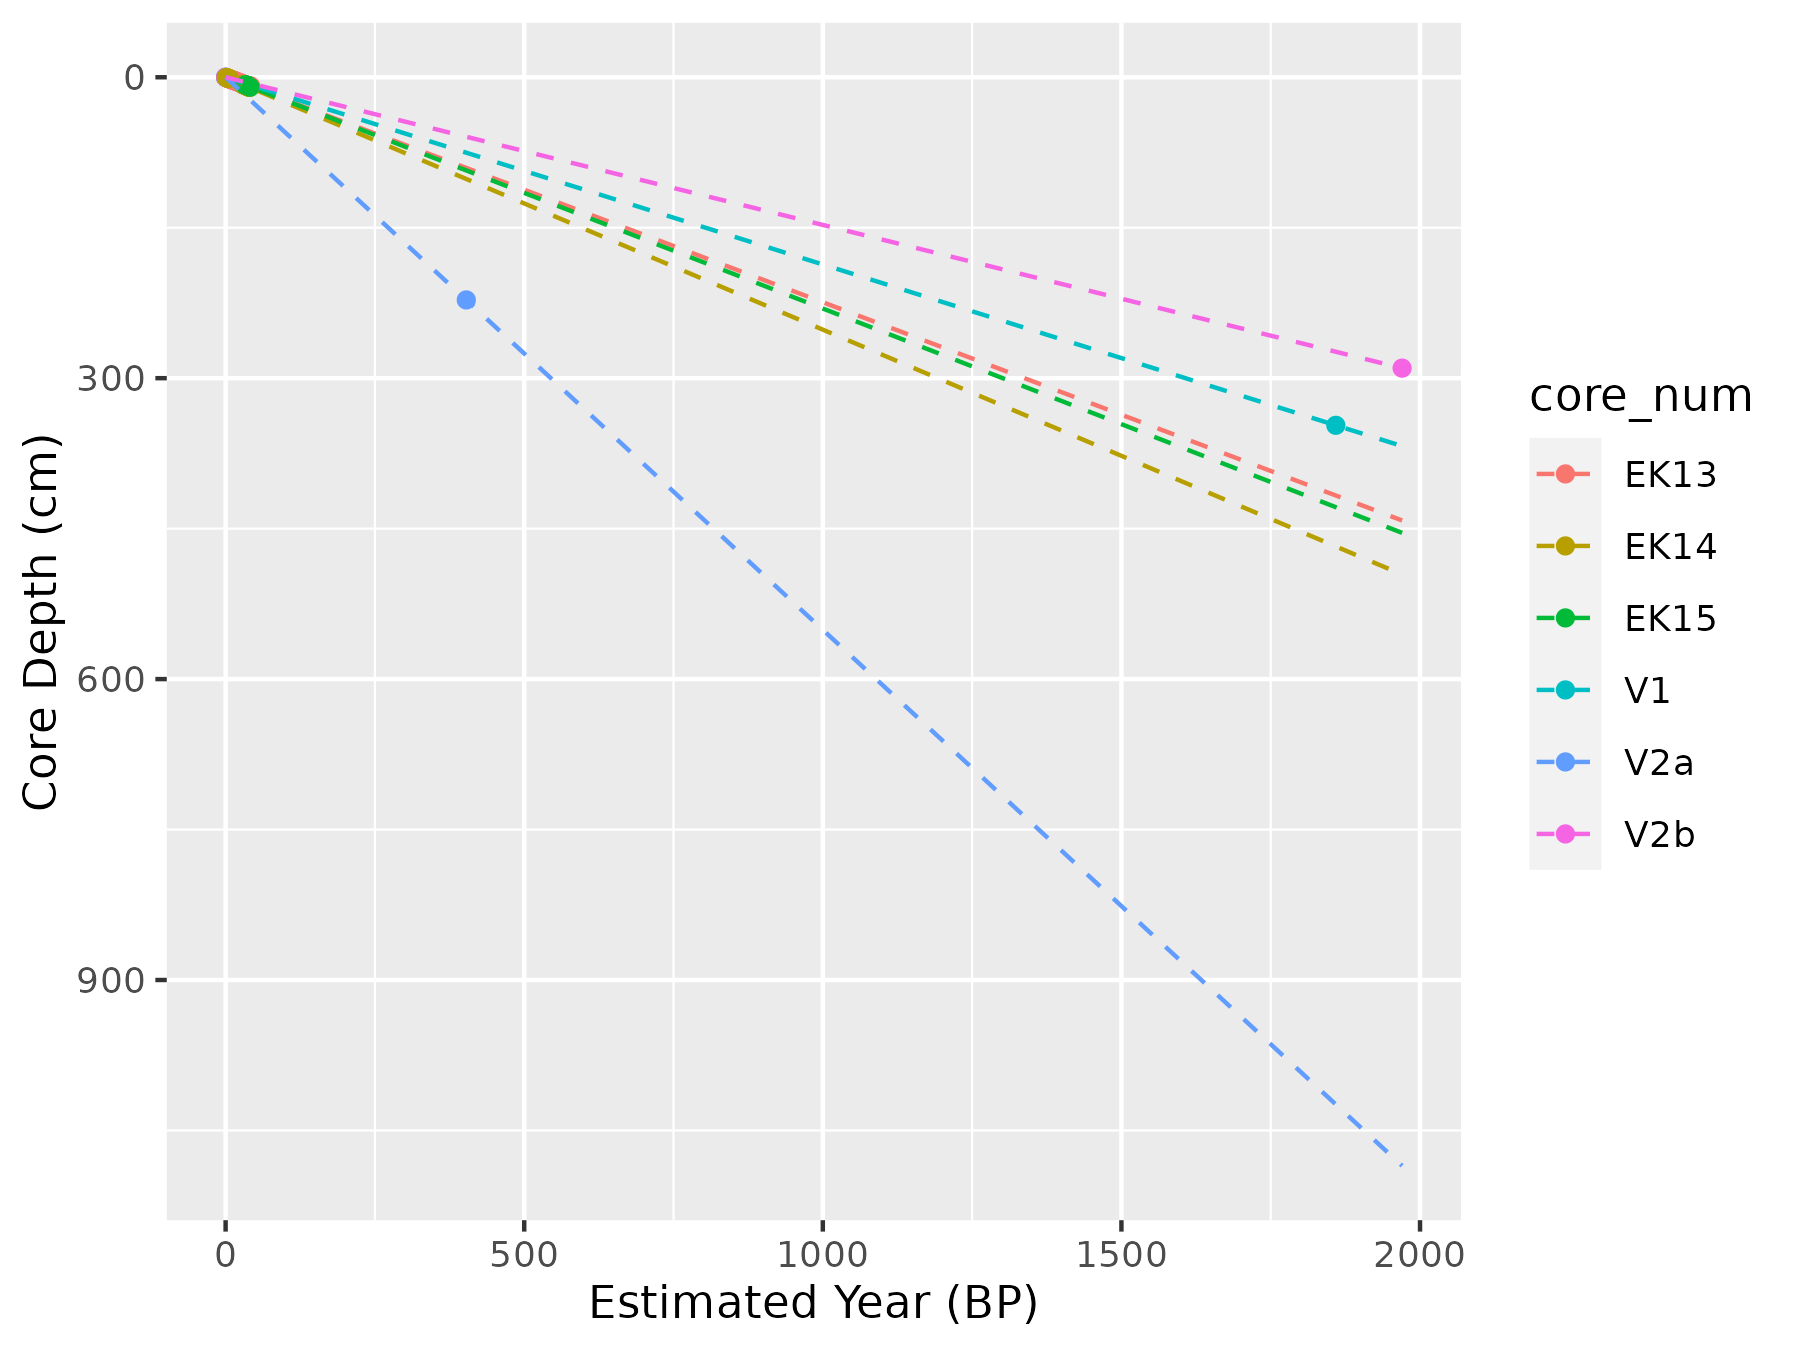 0
300
600
900
Core Depth (cm)
0 500 1000 1500 2000
Estimated Year (BP)
core_num
EK13
EK14
EK15
V1
V2a
V2b